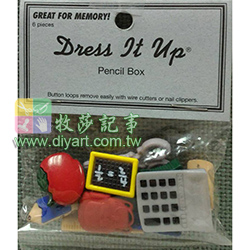 GREAT FOR MEMORY!
6 pieces
Dress It Up®
Pencil Box
Button loops remove easily with wire cutters or nail clippers.
牧莎記事
www.diyart.com.tw